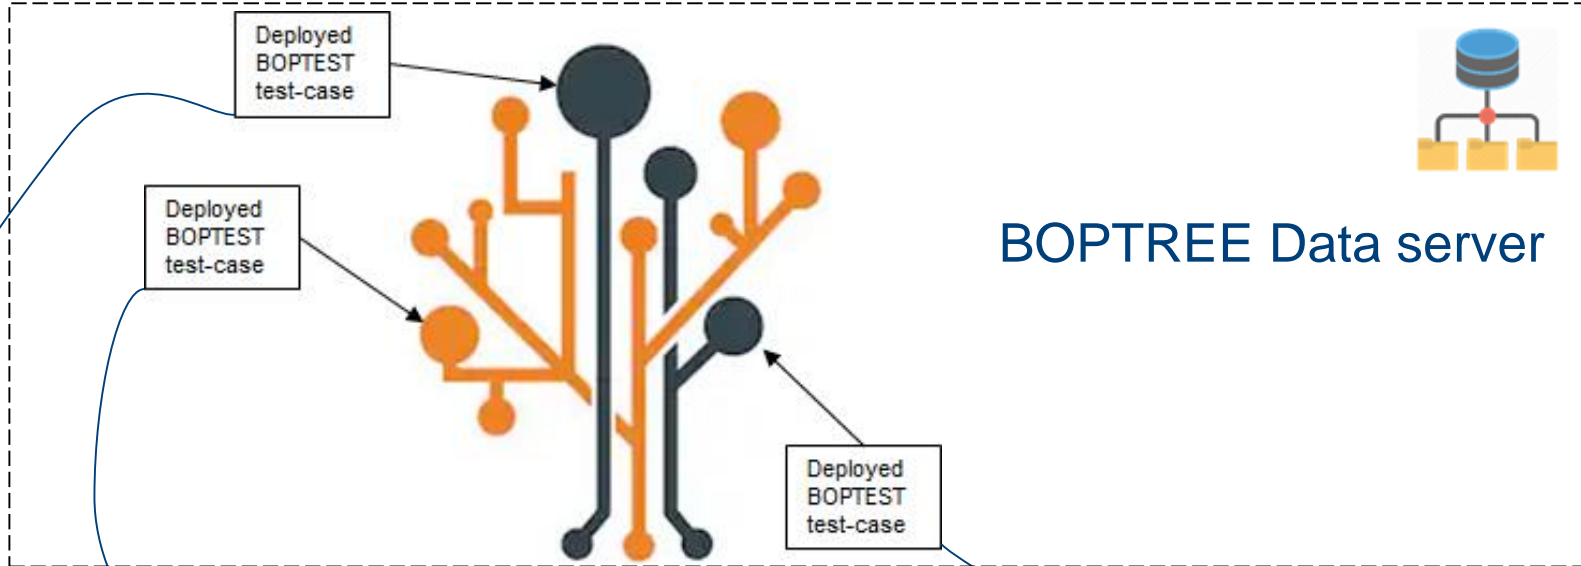 Deployed
BOPTEST
test-case
Deployed
BOPTEST
test-case
BOPTREE Data server
Deployed
BOPTEST
test-case